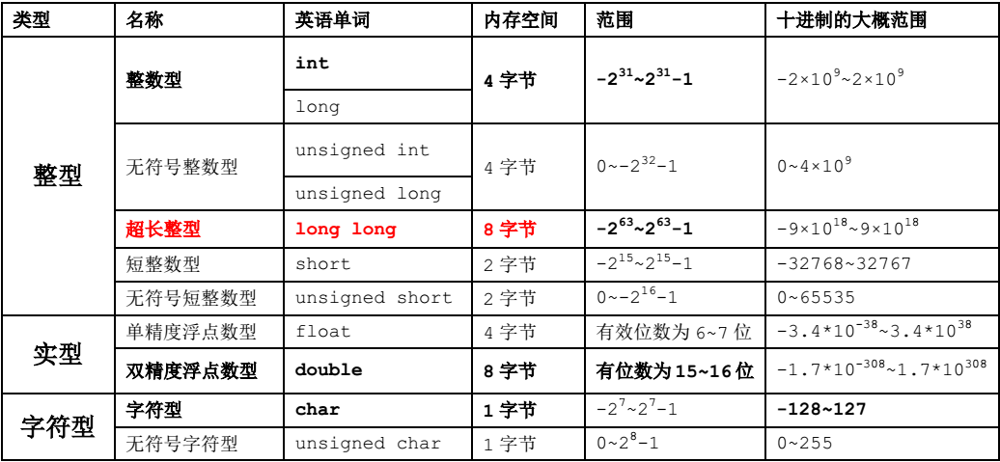 类型 名称 英语单词 内存空间 范围 十进制的大概范围
整型 整数型 int 4 字节 -2^31~2^31-1 -2×10^9~2×10^9
long
无符号整数型 unsigned int 4 字节 0~-2^32-1 0~4×10^9
unsigned long
超长整型 long long 8 字节 -2^63~2^63-1 -9×10^18~9×10^18
短整数型 short 2 字节 -2^15~2^15-1 -32768~32767
无符号短整数型 unsigned short 2 字节 0~-2^16-1 0~65535
实型 单精度浮点数型 float 4 字节 有效位数为 6~7 位 -3.4*10^-38~3.4*10^38
双精度浮点数型 double 8 字节 有位数为 15~16 位 -1.7*10^-308~1.7*10^308
字符型 字符型 char 1 字节 -2^7~2^7-1 -128~127
无符号字符型 unsigned char 1 字节 0~2^8-1 0~255